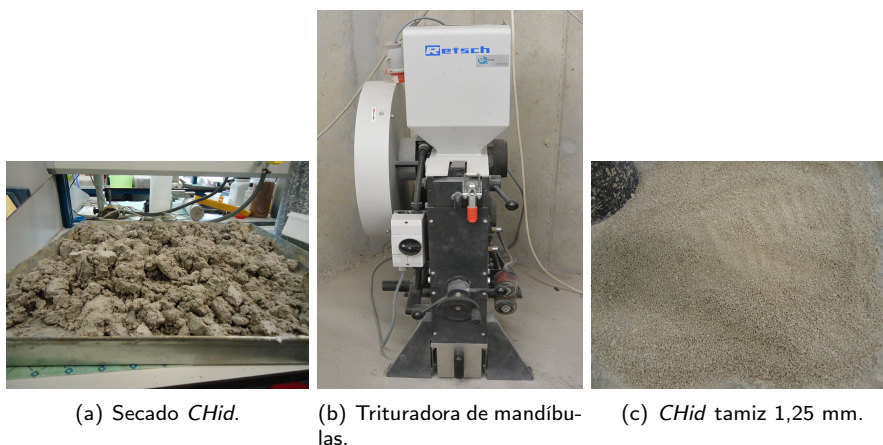 Retsch
(a) Secado CHid.
(b) Trituradora de mandíbu-
las.
(c) CHid tamiz 1,25 mm.